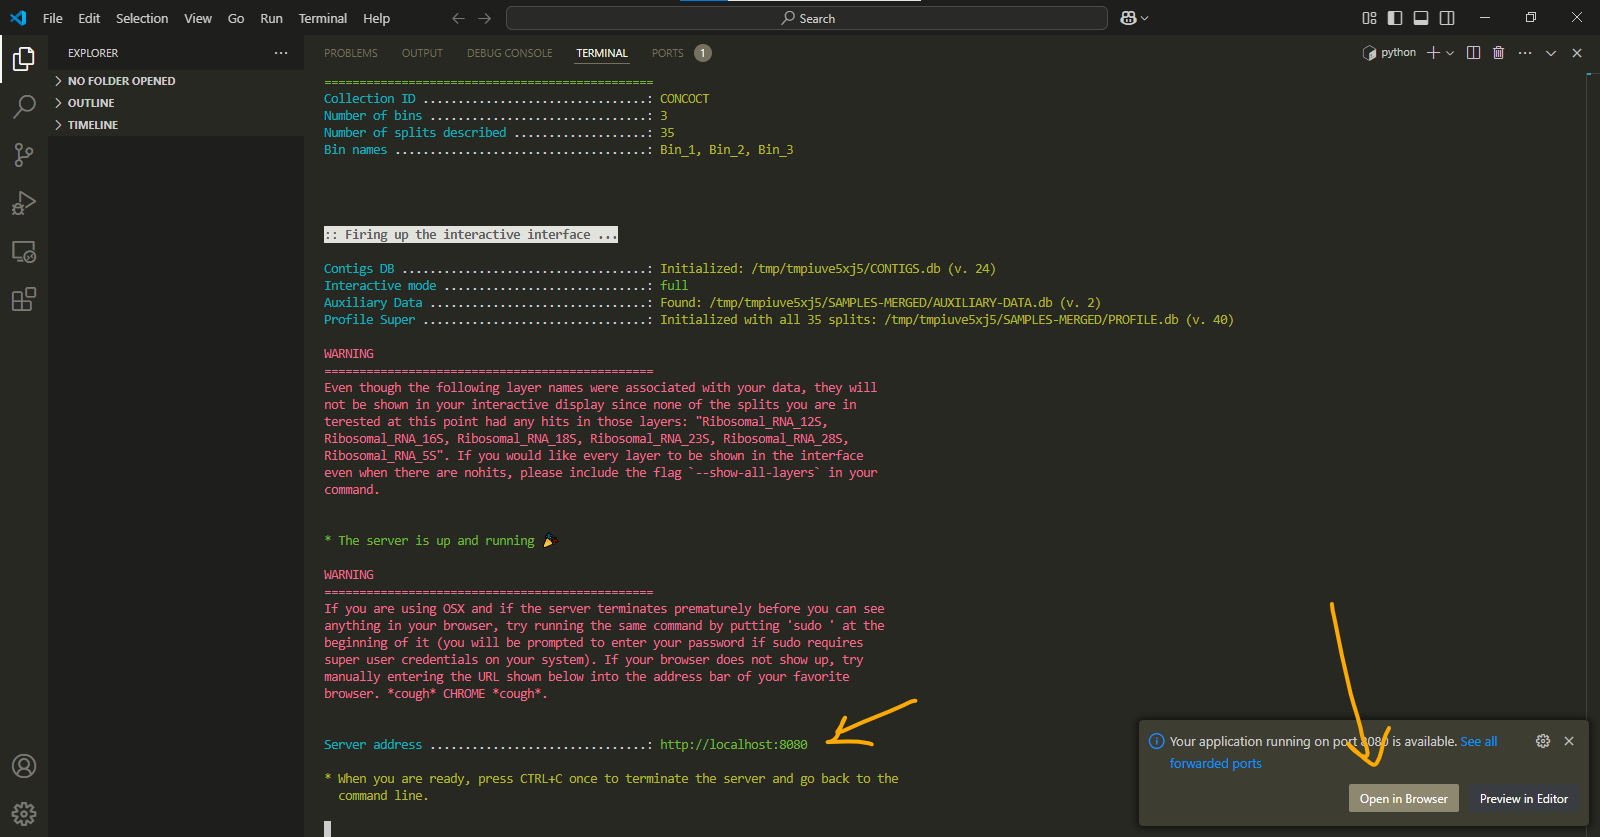 File Edit Selection View Go Run Terminal Help
Search
EXPLORER
NO FOLDER OPENED
OUTLINE
TIMELINE
PROBLEMS OUTPUT DEBUG CONSOLE TERMINAL PORTS 1
python
===============================================
Collection ID ................................: CONCOCT
Number of bins ...............................: 3
Number of splits described ...................: 35
Bin names ....................................: Bin_1, Bin_2, Bin_3
:: Firing up the interactive interface ...
Contigs DB ...................................: Initialized: /tmp/tmpiuve5xj5/CONTIGS.db (v. 24)
Interactive mode .............................: full
Auxiliary Data ...............................: Found: /tmp/tmpiuve5xj5/SAMPLES-MERGED/AUXILIARY-DATA.db (v. 2)
Profile Super ................................: Initialized with all 35 splits: /tmp/tmpiuve5xj5/SAMPLES-MERGED/PROFILE.db (v. 40)
WARNING
===============================================
Even though the following layer names were associated with your data, they will
not be shown in your interactive display since none of the splits you are in
terested at this point had any hits in those layers: "Ribosomal_RNA_12S,
Ribosomal_RNA_16S, Ribosomal_RNA_18S, Ribosomal_RNA_23S, Ribosomal_RNA_28S,
Ribosomal_RNA_5S". If you would like every layer to be shown in the interface
even when there are nohits, please include the flag `--show-all-layers` in your
command.
* The server is up and running 🎉
WARNING
===============================================
If you are using OSX and if the server terminates prematurely before you can see
anything in your browser, try running the same command by putting 'sudo ' at the
beginning of it (you will be prompted to enter your password if sudo requires
super user credentials on your system). If your browser does not show up, try
manually entering the URL shown below into the address bar of your favorite
browser. *cough* CHROME *cough*.
Server address ...............................: http://localhost:8080
* When you are ready, press CTRL+C once to terminate the server and go back to the
command line.
Your application running on port 8080 is available. See all
forwarded ports
Open in Browser Preview in Editor